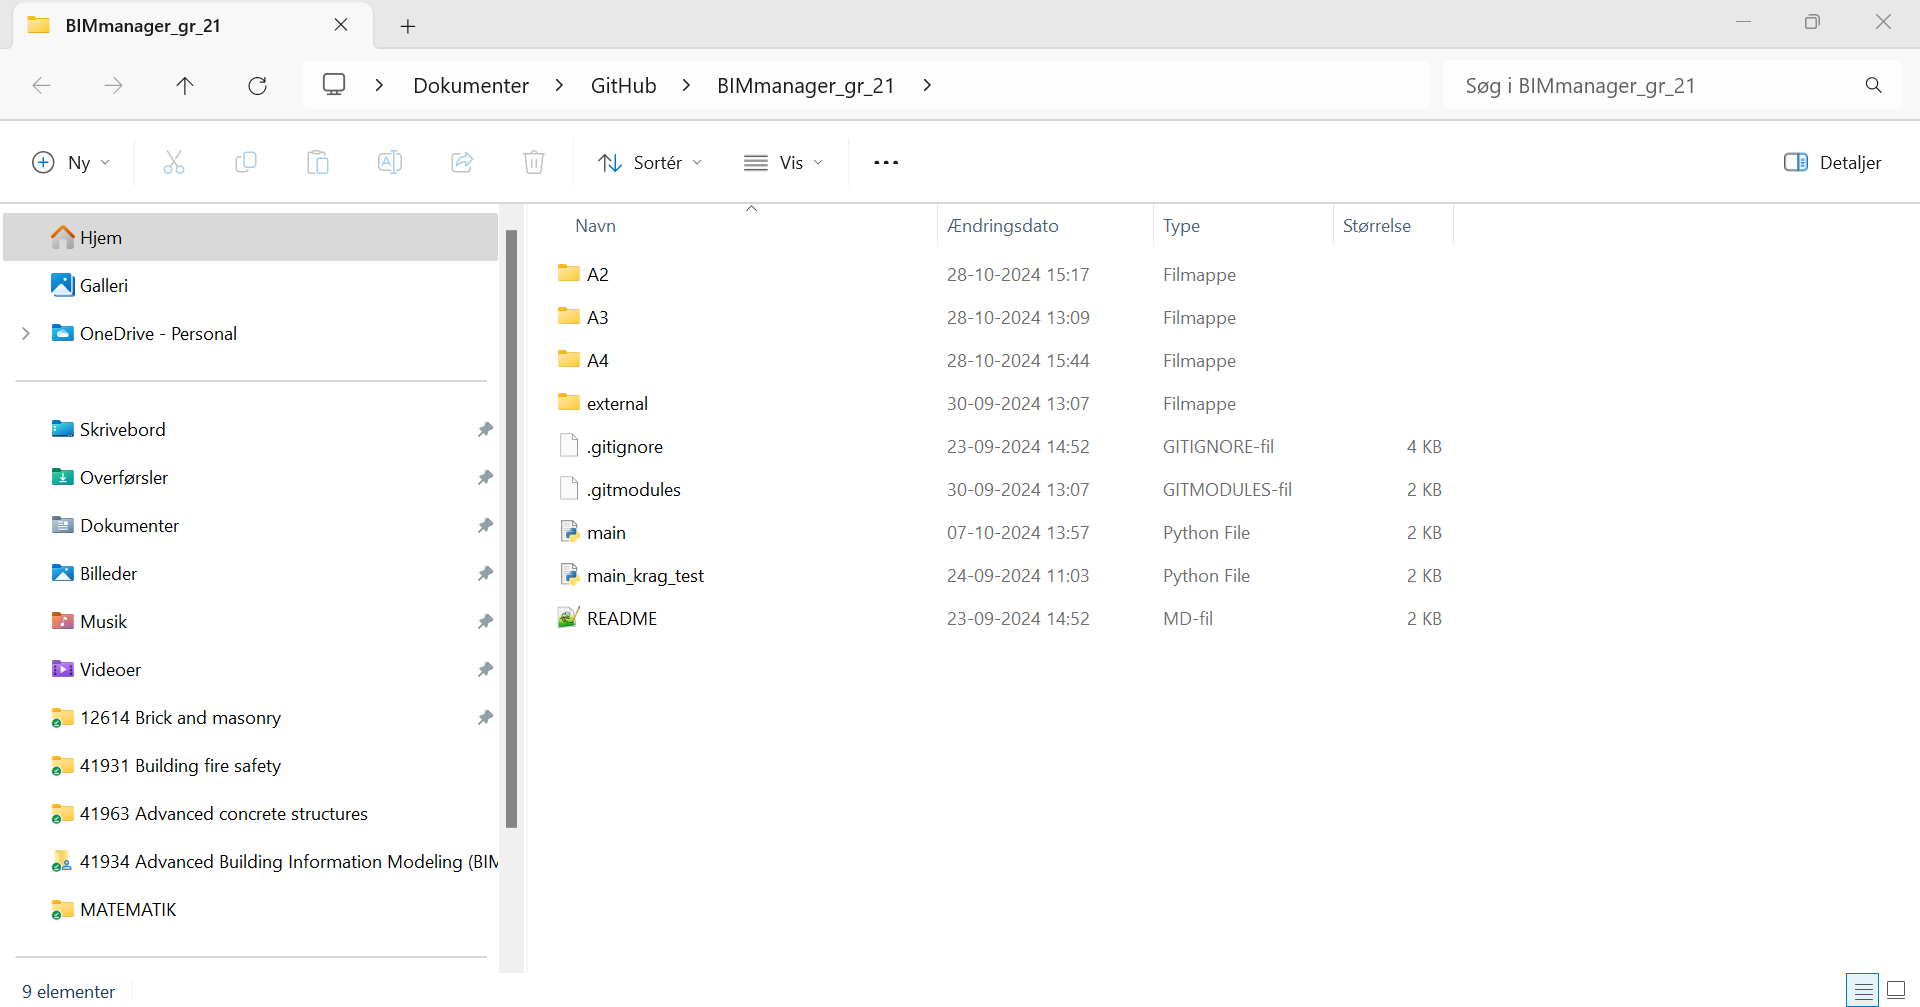 BIMmanager_gr_21
Dokumenter GitHub BIMmanager_gr_21 Søg i BIMmanager_gr_21
Ny Sortér Vis Detaljer
Hjem
Galleri
OneDrive - Personal
Skrivebord
Overførsler
Dokumenter
Billeder
Musik
Videoer
12614 Brick and masonry
41931 Building fire safety
41963 Advanced concrete structures
41934 Advanced Building Information Modeling (BIM
MATEMATIK
Navn Ændringsdato Type Størrelse
A2 28-10-2024 15:17 Filmappe
A3 28-10-2024 13:09 Filmappe
A4 28-10-2024 15:44 Filmappe
external 30-09-2024 13:07 Filmappe
.gitignore 23-09-2024 14:52 GITIGNORE-fil 4 KB
.gitmodules 30-09-2024 13:07 GITMODULES-fil 2 KB
main 07-10-2024 13:57 Python File 2 KB
main_krag_test 24-09-2024 11:03 Python File 2 KB
README 23-09-2024 14:52 MD-fil 2 KB
9 elementer